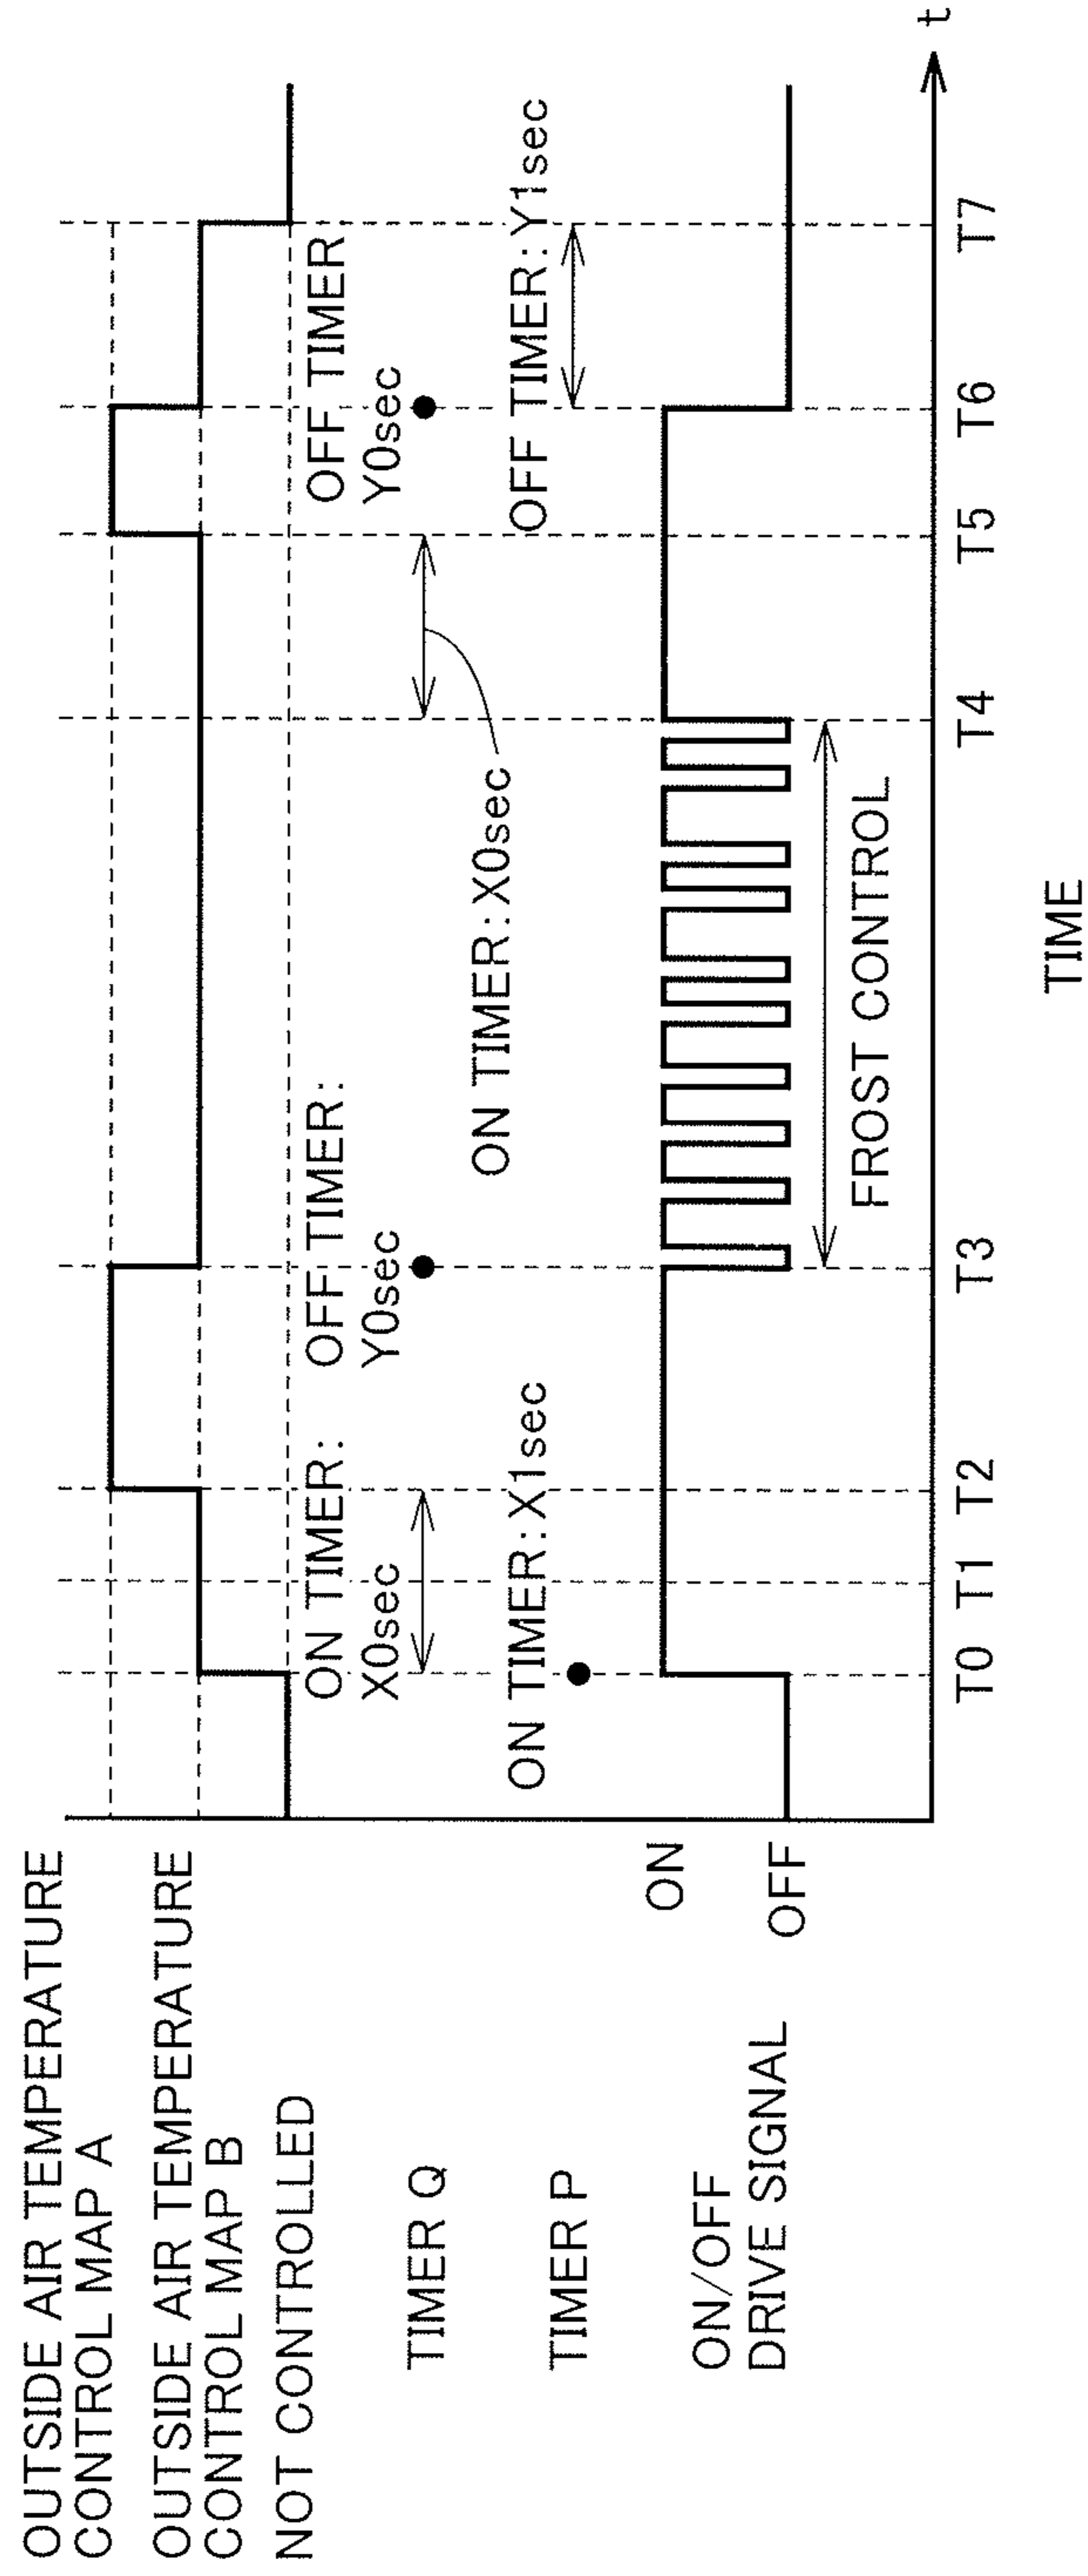 OUTSIDE AIR TEMPERATURE
CONTROL MAP A
OUTSIDE AIR TEMPERATURE
CONTROL MAP B
NOT CONTROLLED
ON TIMER:
X0sec
OFF TIMER:
Y0sec
OFF TIMER
Y0sec
TIMER Q
ON TIMER:X0sec
TIMER P
ON TIMER:X1sec
OFF TIMER:Y1sec
ON/OFF
DRIVE SIGNAL
ON
OFF
FROST CONTROL
T0 T1 T2 T3 T4 T5 T6 T7
t
TIME